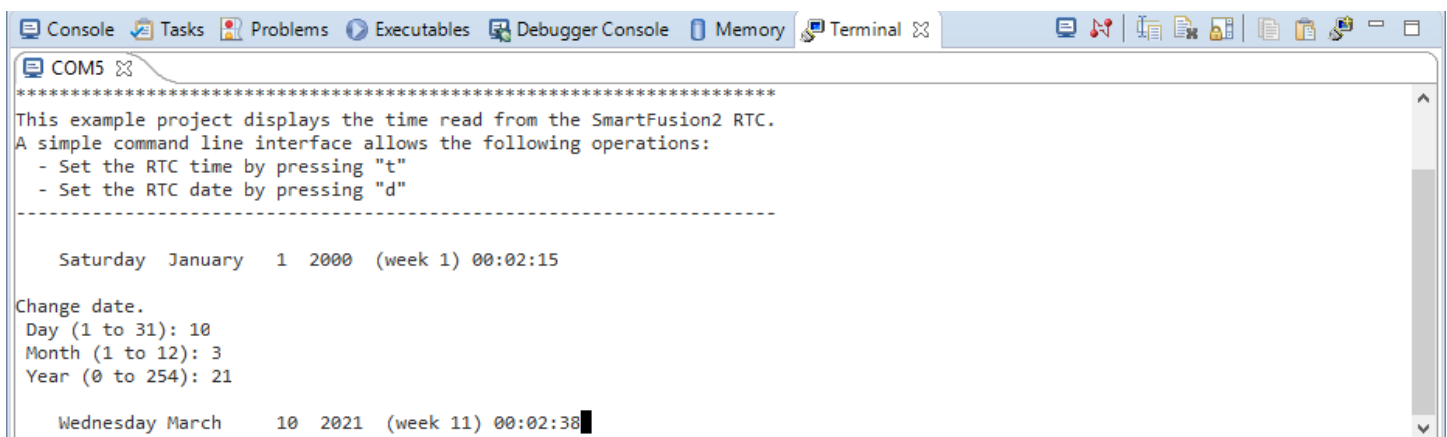 Console Tasks Problems Executables Debugger Console Memory Terminal
COM5
***********************************************************************
This example project displays the time read from the SmartFusion2 RTC.
A simple command line interface allows the following operations:
  - Set the RTC time by pressing "t"
  - Set the RTC date by pressing "d"
-----------------------------------------------------------------------
    Saturday  January   1  2000  (week 1) 00:02:15
Change date.
 Day (1 to 31): 10
 Month (1 to 12): 3
 Year (0 to 254): 21
    Wednesday March     10  2021  (week 11) 00:02:38